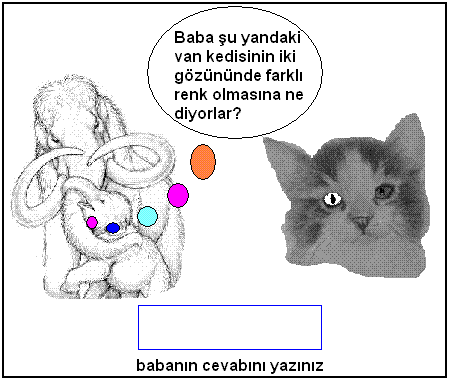 Baba şu yandaki
van kedisinin iki
gözününde farklı
renk olmasına ne
diyorlar?
babanın cevabını yazınız